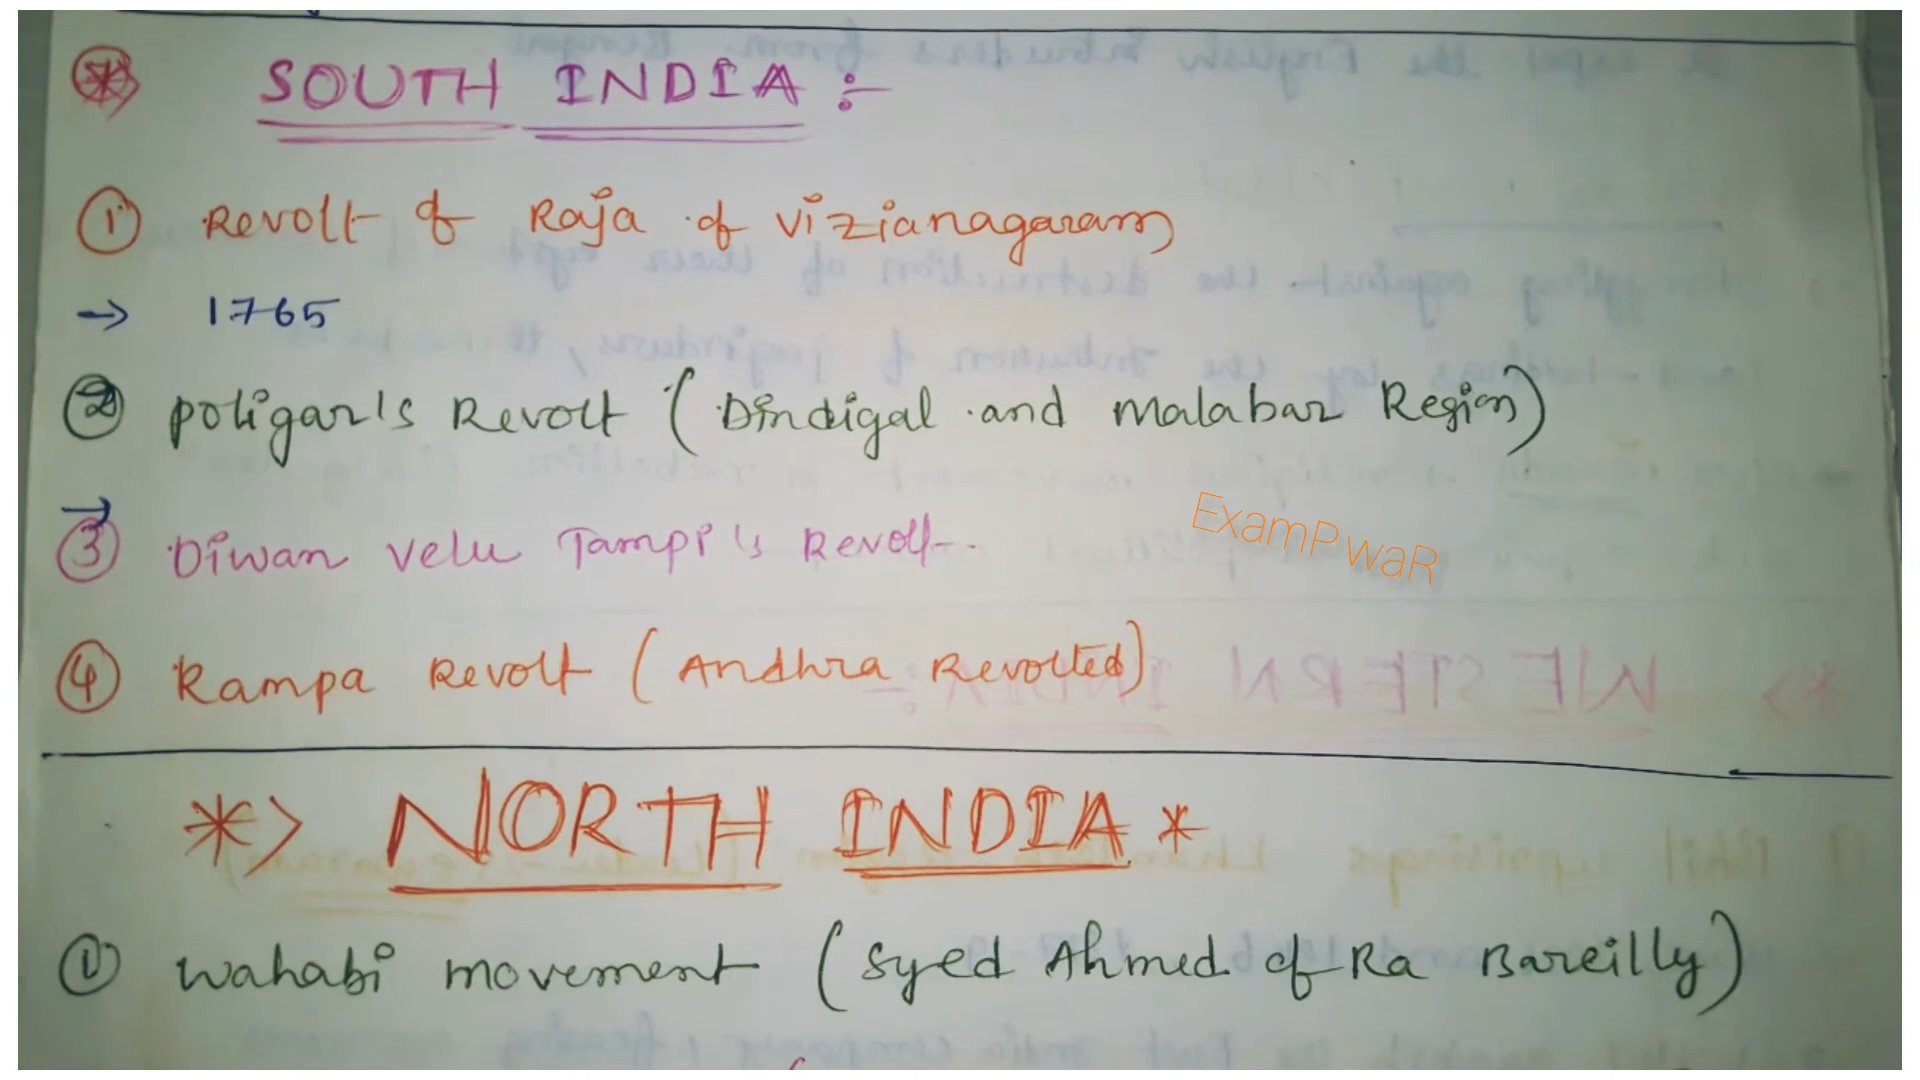 SOUTH INDIA :-
① Revolt of Raja of Vizianagaram
→ 1765
② Poligar's Revolt ( Dindigal and Malabar Region)
→
③ Diwan Velu Tampi's Revolt.
ExamPwaR
④ Rampa Revolt ( Andhra Revolted)
*> NORTH INDIA *
① Wahabi movement ( Syed Ahmed of Ra Bareilly)